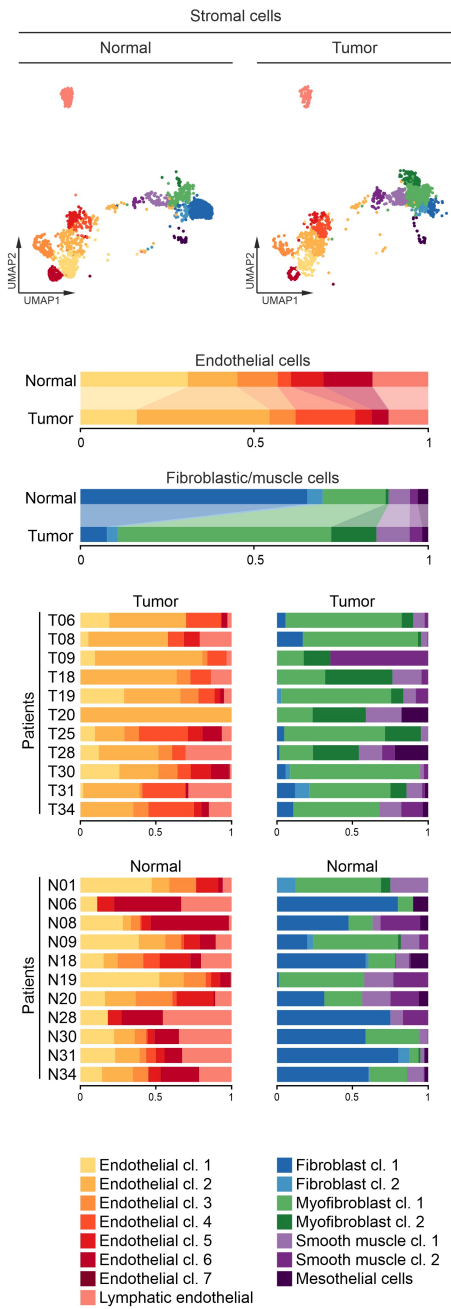 Stromal cells
Normal
Tumor
UMAP2
UMAP1
UMAP2
UMAP1
Endothelial cells
Normal
Tumor
0 0.5 1
Fibroblastic/muscle cells
Normal
Tumor
0 0.5 1
Tumor
Tumor
Patients
T06
T08
T09
T18
T19
T20
T25
T28
T30
T31
T34
0 0.5 1
0 0.5 1
Normal
Normal
Patients
N01
N06
N08
N09
N18
N19
N20
N28
N30
N31
N34
0 0.5 1
0 0.5 1
Endothelial cl. 1
Endothelial cl. 2
Endothelial cl. 3
Endothelial cl. 4
Endothelial cl. 5
Endothelial cl. 6
Endothelial cl. 7
Lymphatic endothelial
Fibroblast cl. 1
Fibroblast cl. 2
Myofibroblast cl. 1
Myofibroblast cl. 2
Smooth muscle cl. 1
Smooth muscle cl. 2
Mesothelial cells